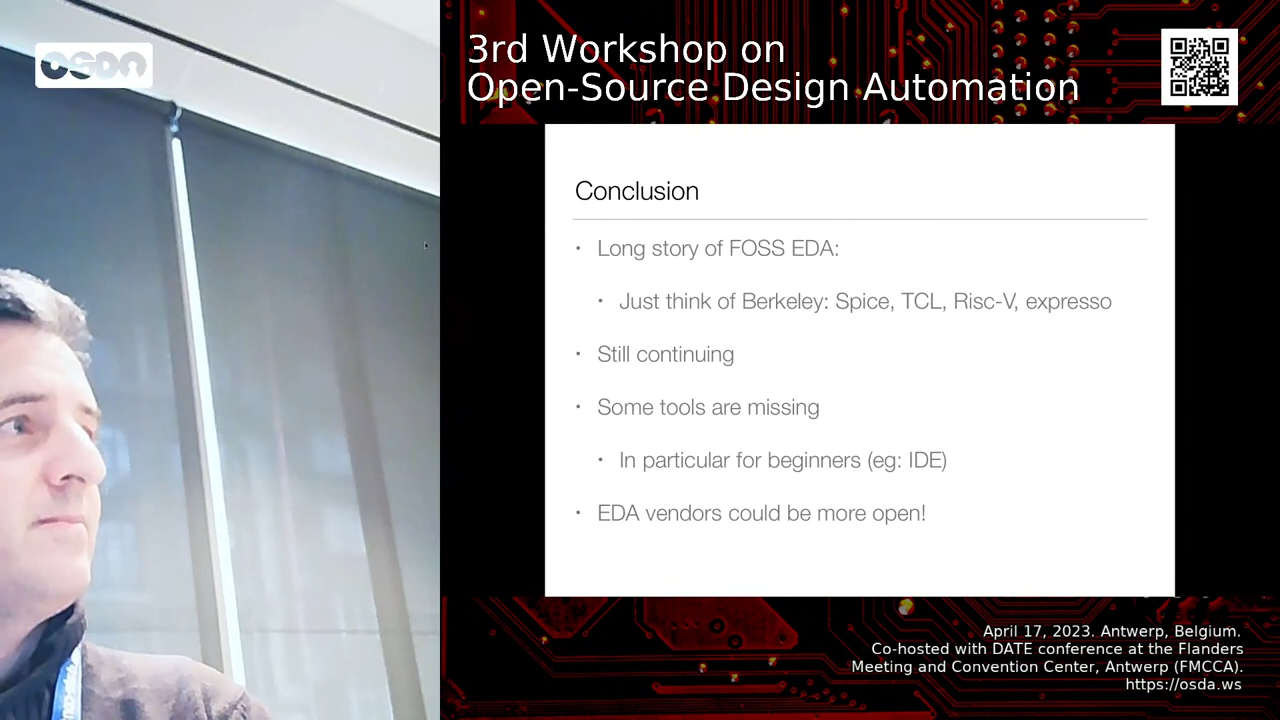 OSDA
3rd Workshop on
Open-Source Design Automation
Conclusion
• Long story of FOSS EDA:
• Just think of Berkeley: Spice, TCL, Risc-V, expresso
• Still continuing
• Some tools are missing
• In particular for beginners (eg: IDE)
• EDA vendors could be more open!
April 17, 2023. Antwerp, Belgium.
Co-hosted with DATE conference at the Flanders
Meeting and Convention Center, Antwerp (FMCCA).
https://osda.ws